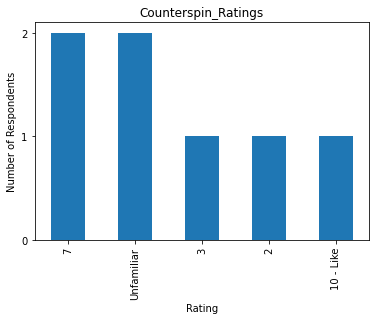 Counterspin_Ratings
Number of Respondents
2
1
0
7
Unfamiliar
3
2
10 - Like
Rating